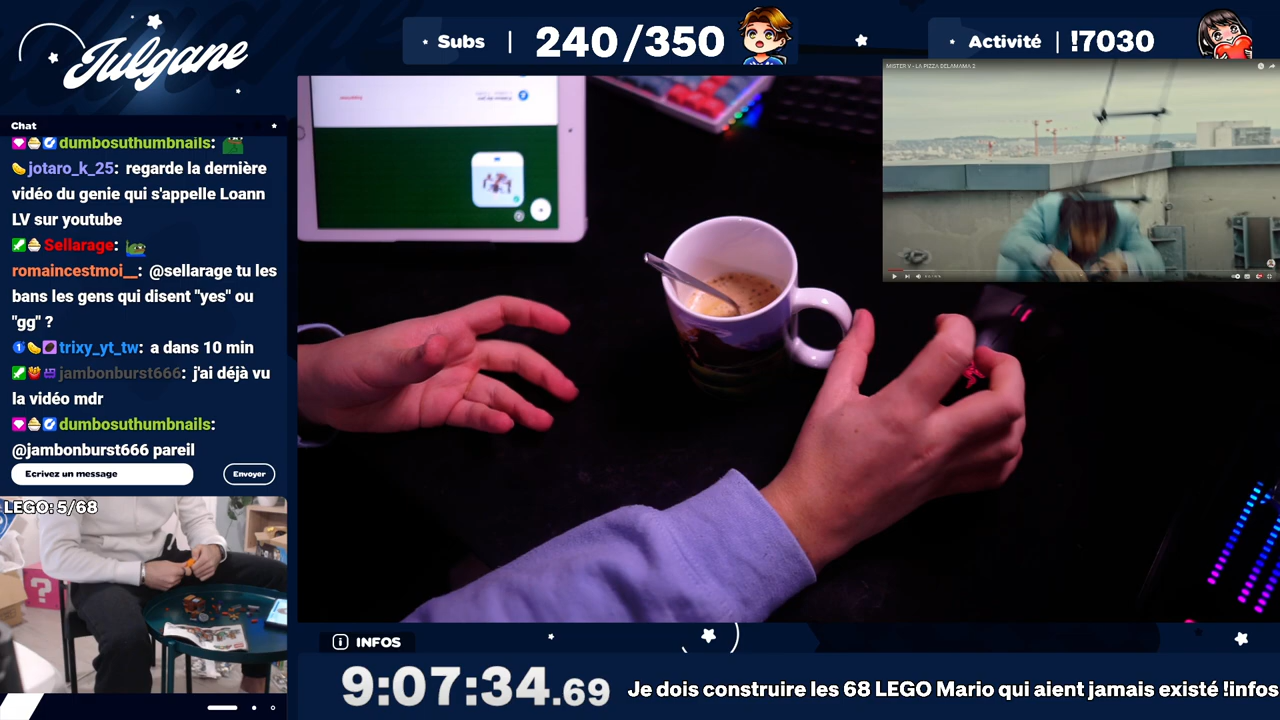 Julgane
Subs | 240/350
Activité | !7030
MISTER V - LA PIZZA DELAMAMA 2
Chat
dumbosuthumbnails:
jotaro_k_25: regarde la dernière
vidéo du genie qui s'appelle Loann
LV sur youtube
Sellarage:
romaincestmoi__: @sellarage tu les
bans les gens qui disent "yes" ou
"gg" ?
trixy_yt_tw: a dans 10 min
jambonburst666: j'ai déjà vu
la vidéo mdr
dumbosuthumbnails:
@jambonburst666 pareil
Ecrivez un message
Envoyer
LEGO: 5/68
?
INFOS
9:07:34.69
Je dois construire les 68 LEGO Mario qui aient jamais existé !infos